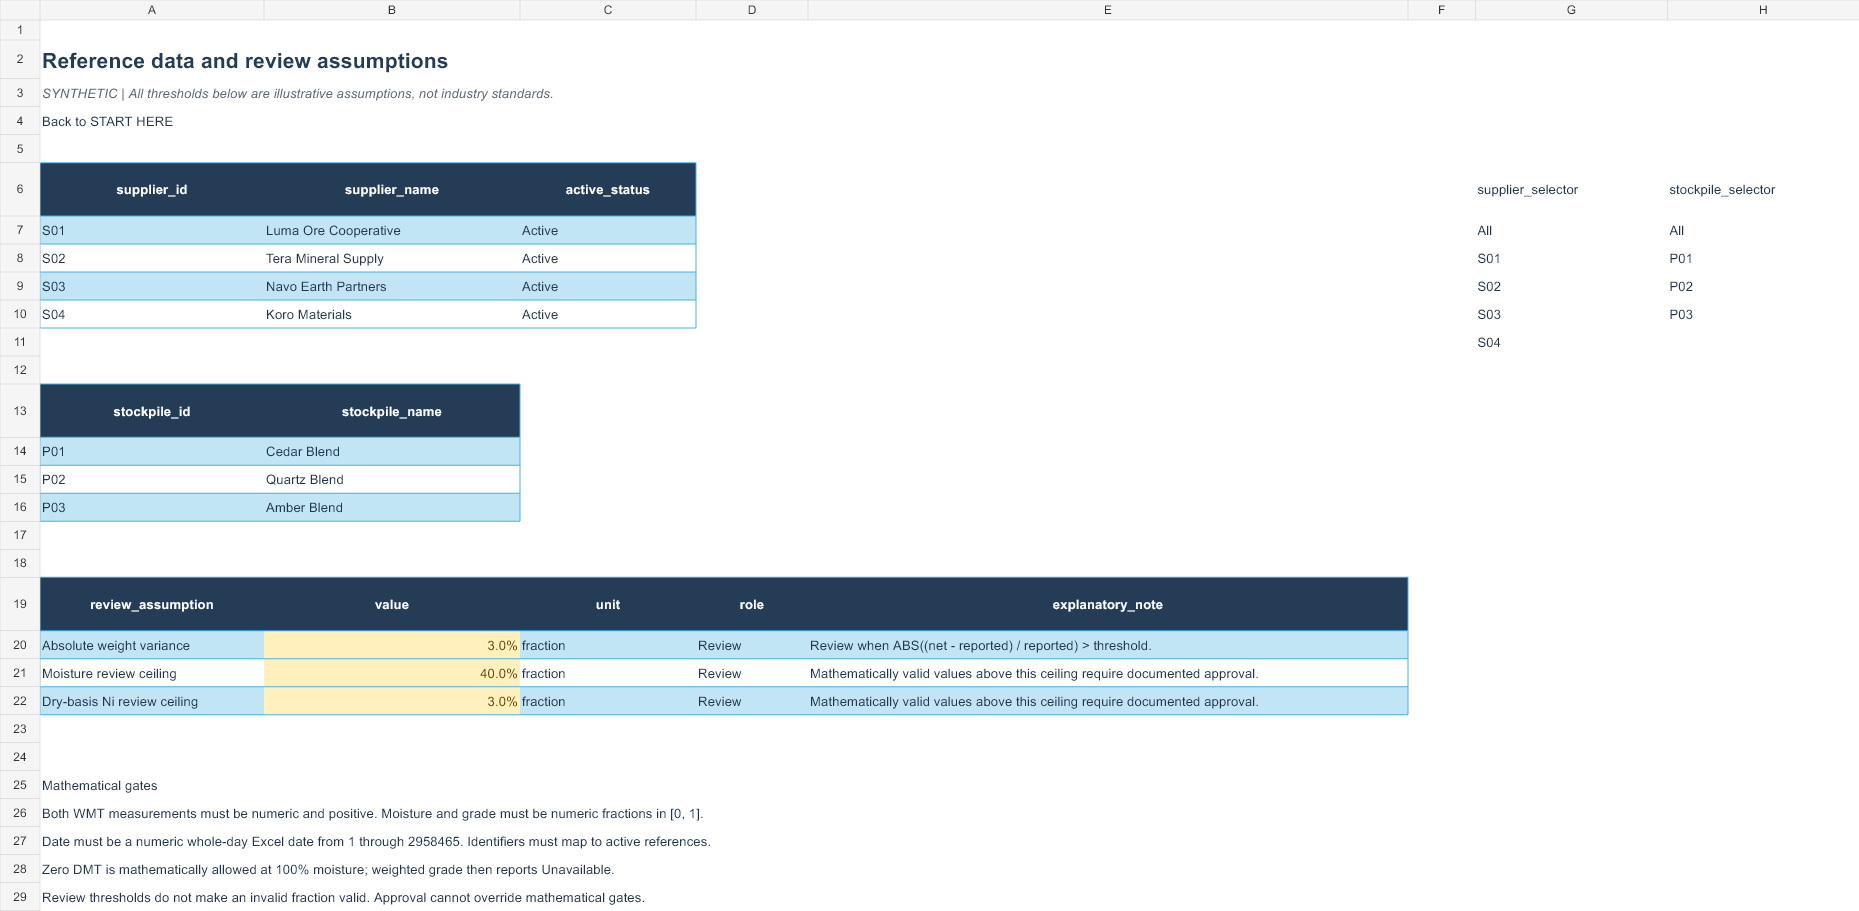 A B C D E F G H
1
2 Reference data and review assumptions
3 SYNTHETIC | All thresholds below are illustrative assumptions, not industry standards.
4 Back to START HERE
5
6 supplier_id supplier_name active_status supplier_selector stockpile_selector
7 S01 Luma Ore Cooperative Active All All
8 S02 Tera Mineral Supply Active S01 P01
9 S03 Navo Earth Partners Active S02 P02
10 S04 Koro Materials Active S03 P03
11 S04
12
13 stockpile_id stockpile_name
14 P01 Cedar Blend
15 P02 Quartz Blend
16 P03 Amber Blend
17
18
19 review_assumption value unit role explanatory_note
20 Absolute weight variance 3.0% fraction Review Review when ABS((net - reported) / reported) > threshold.
21 Moisture review ceiling 40.0% fraction Review Mathematically valid values above this ceiling require documented approval.
22 Dry-basis Ni review ceiling 3.0% fraction Review Mathematically valid values above this ceiling require documented approval.
23
24
25 Mathematical gates
26 Both WMT measurements must be numeric and positive. Moisture and grade must be numeric fractions in [0, 1].
27 Date must be a numeric whole-day Excel date from 1 through 2958465. Identifiers must map to active references.
28 Zero DMT is mathematically allowed at 100% moisture; weighted grade then reports Unavailable.
29 Review thresholds do not make an invalid fraction valid. Approval cannot override mathematical gates.